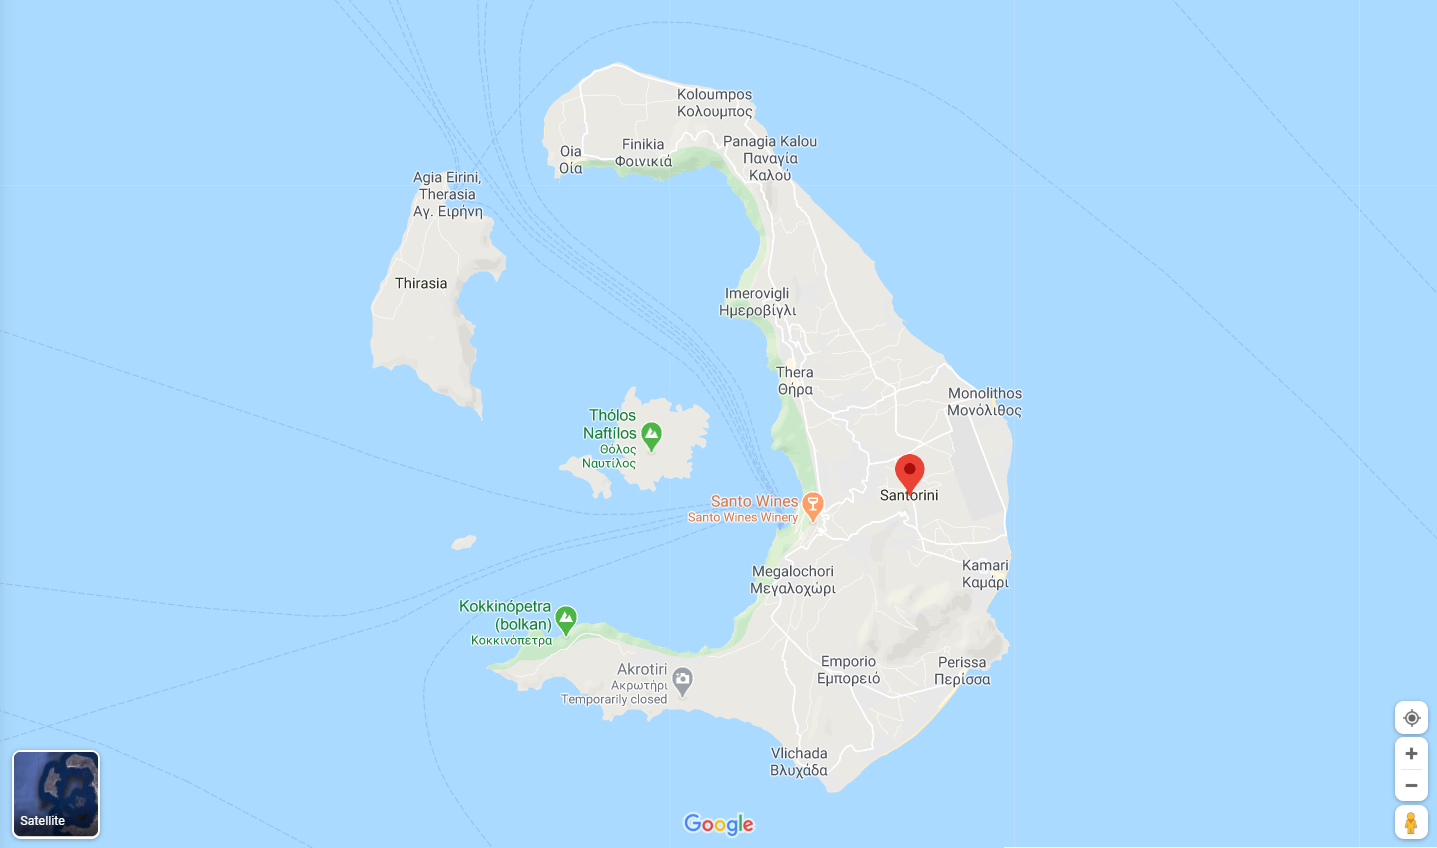 Koloumpos
Κολουμπος
Panagia Kalou
Παναγία
Καλού
Finikia
Φοινικιά
Oia
Οία
Agia Eirini,
Therasia
Αγ. Ειρήνη
Thirasia
Imerovigli
Ημεροβίγλι
Thera
Θήρα
Monolithos
Μονόλιθος
Thólos
Naftílos
Θόλος
Ναυτίλος
Santorini
Santo Wines
Santo Wines Winery
Megalochori
Μεγαλοχώρι
Kamari
Καμάρι
Kokkinópetra
(bolkan)
Κοκκινόπετρα
Akrotiri
Ακρωτήρι
Temporarily closed
Emporio
Εμπορειό
Perissa
Περίσσα
Vlichada
Βλυχάδα
Satellite
Google